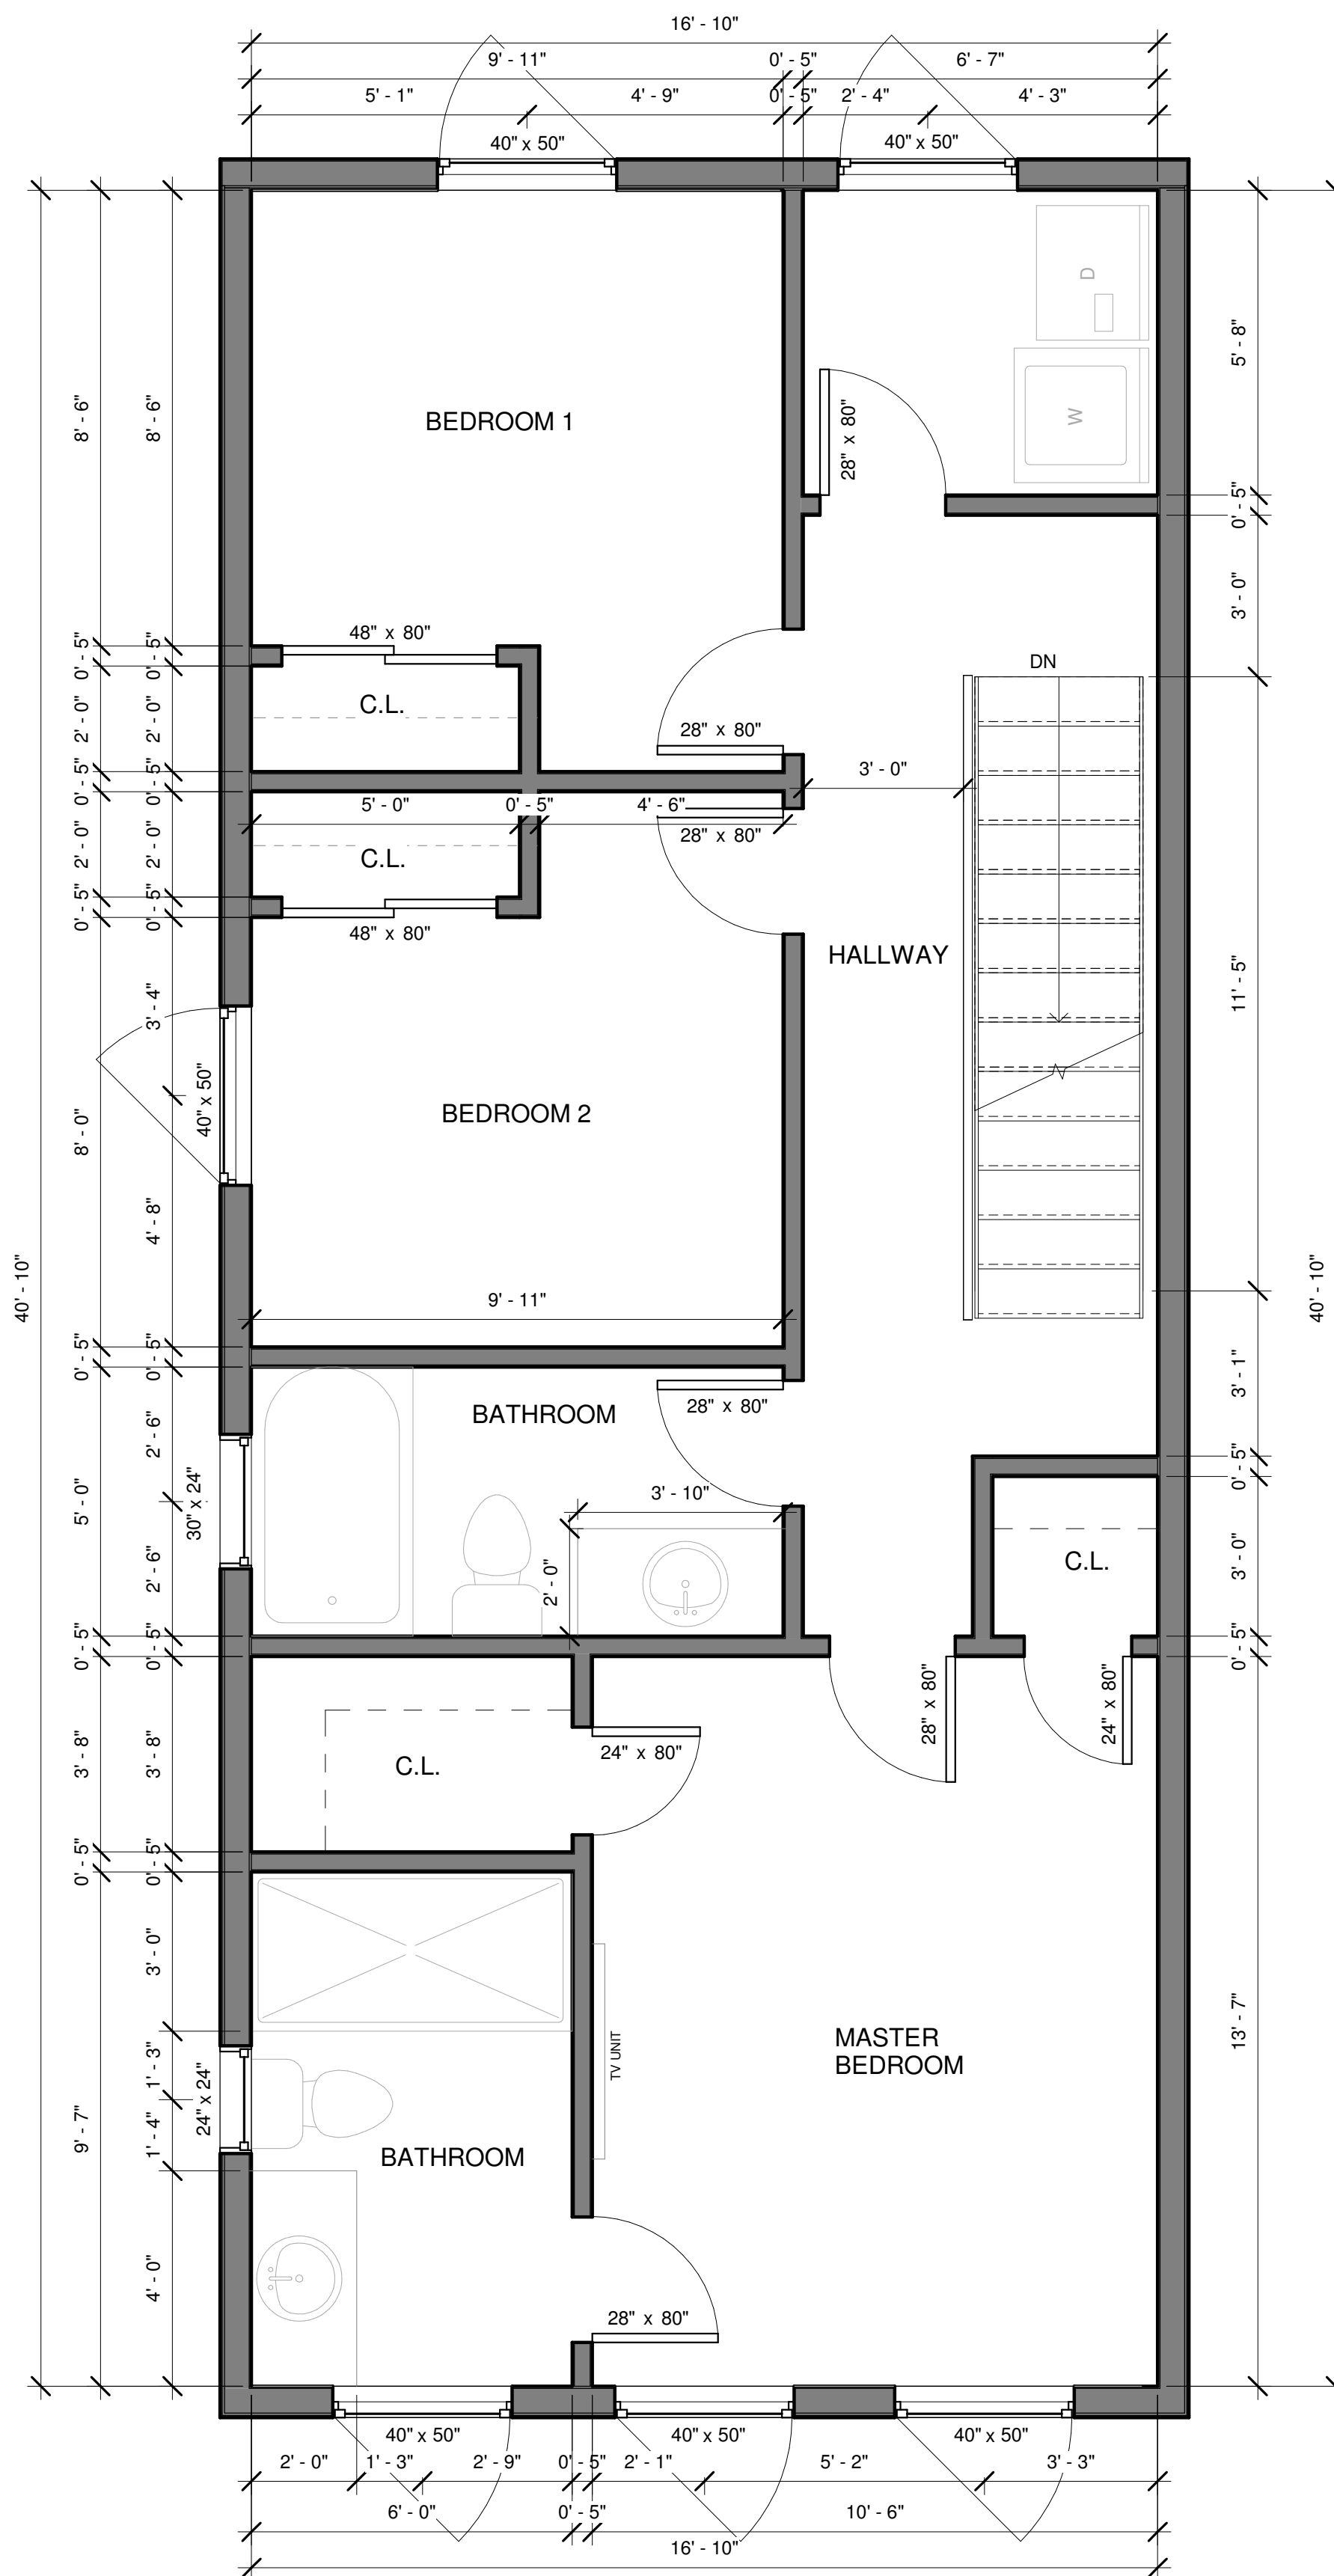 16' - 10"
9' - 11"
0' - 5"
6' - 7"
5' - 1"
4' - 9"
0' - 5"
2' - 4"
4' - 3"
40" x 50"
40" x 50"
D
W
5' - 8"
0' - 5"
3' - 0"
28" x 80"
BEDROOM 1
8' - 6"
8' - 6"
48" x 80"
DN
0' - 5"
0' - 5"
C.L.
2' - 0"
2' - 0"
28" x 80"
3' - 0"
0' - 5"
0' - 5"
5' - 0"
0' - 5"
4' - 6"
28" x 80"
2' - 0"
2' - 0"
C.L.
0' - 5"
0' - 5"
48" x 80"
HALLWAY
11' - 5"
3' - 4"
40" x 50"
BEDROOM 2
8' - 0"
4' - 8"
40' - 10"
40' - 10"
9' - 11"
0' - 5"
0' - 5"
3' - 1"
28" x 80"
BATHROOM
2' - 6"
0' - 5"
5' - 0"
30" x 24"
3' - 10"
2' - 6"
2' - 0"
C.L.
3' - 0"
0' - 5"
0' - 5"
0' - 5"
28" x 80"
24" x 80"
24" x 80"
3' - 8"
3' - 8"
C.L.
0' - 5"
0' - 5"
3' - 0"
TV UNIT
MASTER
BEDROOM
13' - 7"
1' - 3"
24" x 24"
9' - 7"
1' - 4"
BATHROOM
4' - 0"
28" x 80"
40" x 50"
40" x 50"
40" x 50"
2' - 0"
1' - 3"
2' - 9"
0' - 5"
2' - 1"
5' - 2"
3' - 3"
6' - 0"
0' - 5"
10' - 6"
16' - 10"